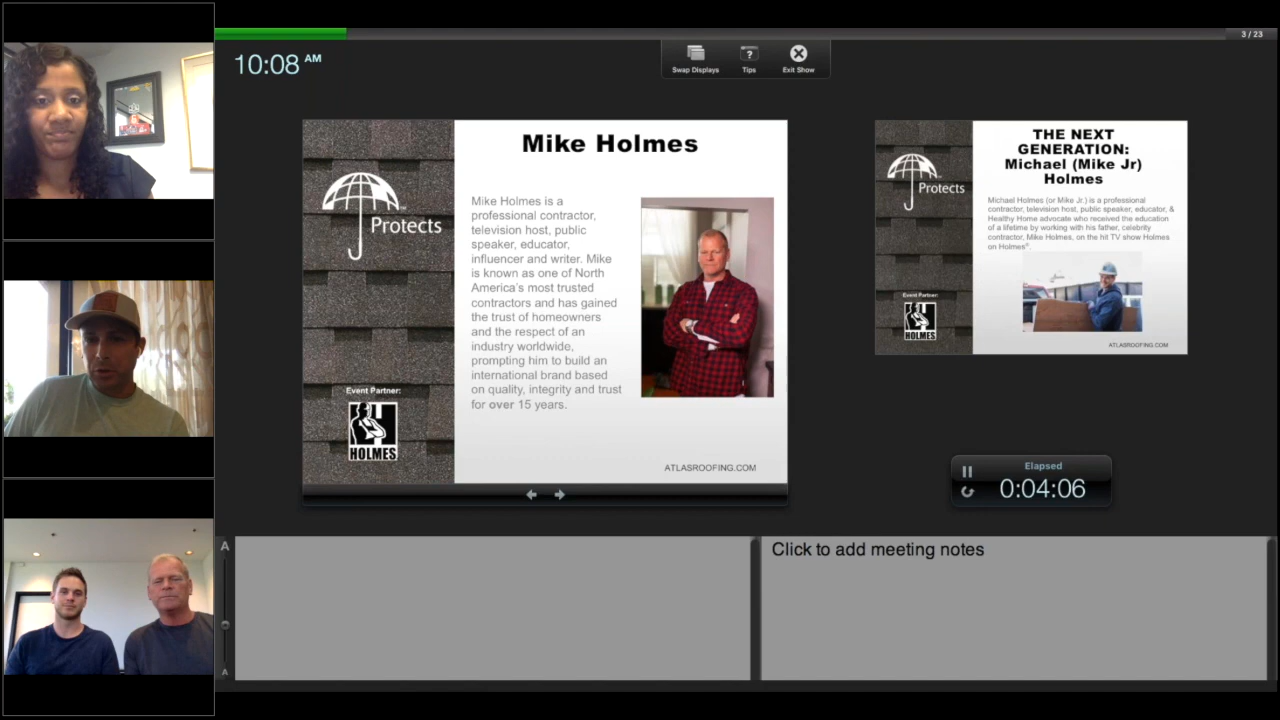 3 / 23
10:08 AM
Swap Displays
Tips
Exit Show
Mike Holmes
Protects
Mike Holmes is a
professional contractor,
television host, public
speaker, educator,
influencer and writer. Mike
is known as one of North
America's most trusted
contractors and has gained
the trust of homeowners
and the respect of an
industry worldwide,
prompting him to build an
international brand based
on quality, integrity and trust
for over 15 years.
Event Partner:
HOLMES
ATLASROOFING.COM
THE NEXT
GENERATION:
Michael (Mike Jr)
Holmes
Protects
Michael Holmes (or Mike Jr.) is a professional
contractor, television host, public speaker, educator, &
Healthy Home advocate who received the education
of a lifetime by working with his father, celebrity
contractor, Mike Holmes, on the hit TV show Holmes
on Holmes®.
Event Partner:
HOLMES
ATLASROOFING.COM
Elapsed
0:04:06
A
A
Click to add meeting notes